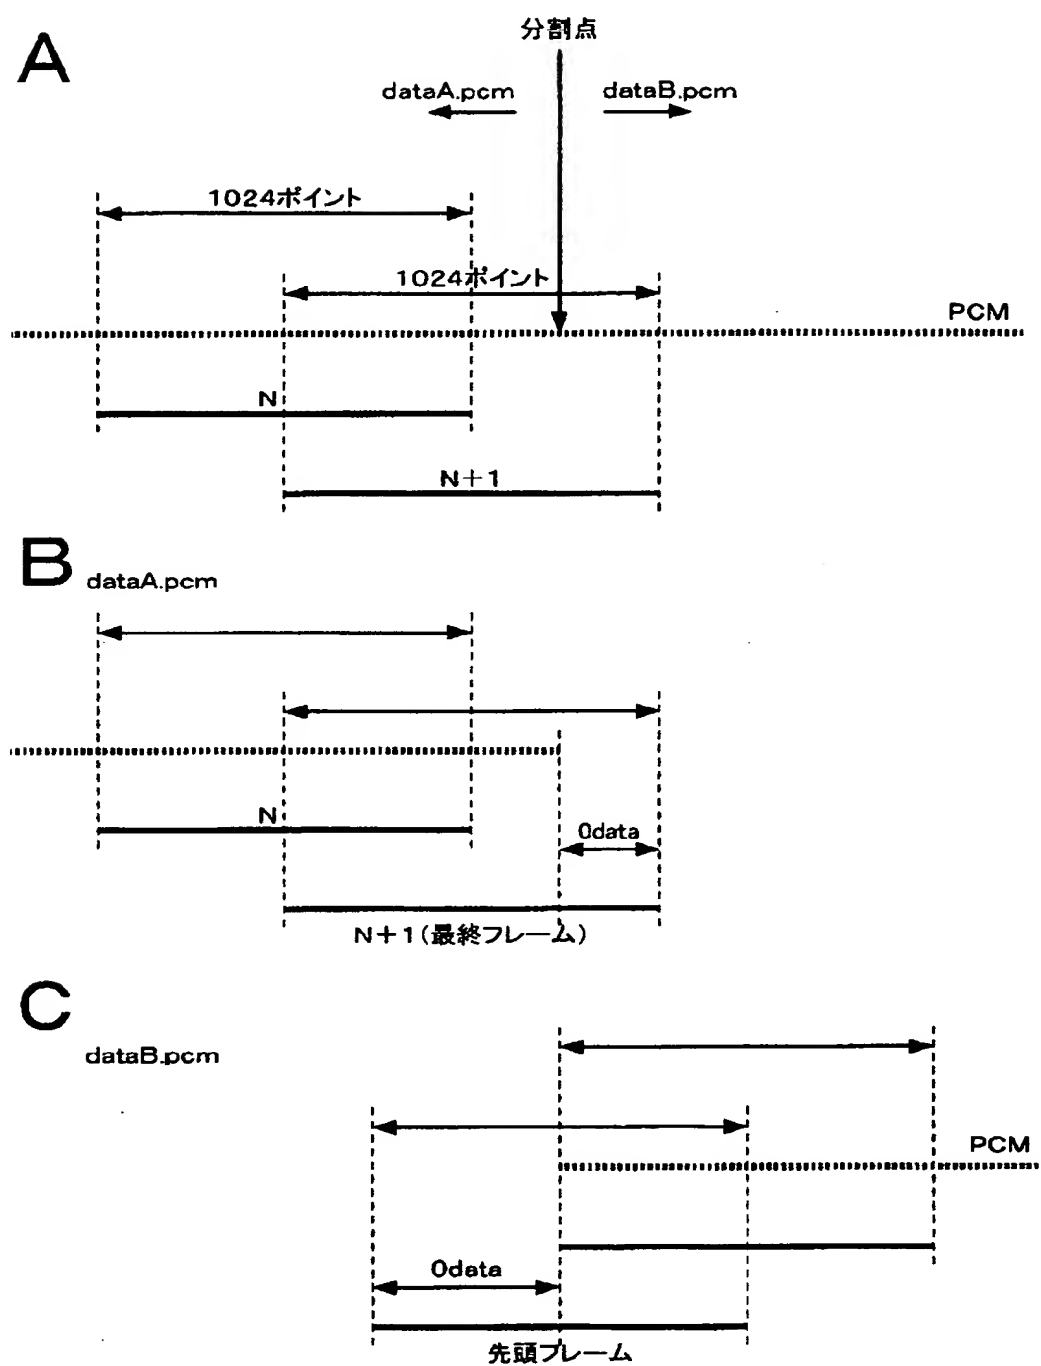 A
分割点
dataA.pcm
dataB.pcm
1024ポイント
1024ポイント
PCM
N
N+1
B
dataA.pcm
N
0data
N+1(最終フレーム)
C
dataB.pcm
PCM
0data
先頭フレーム